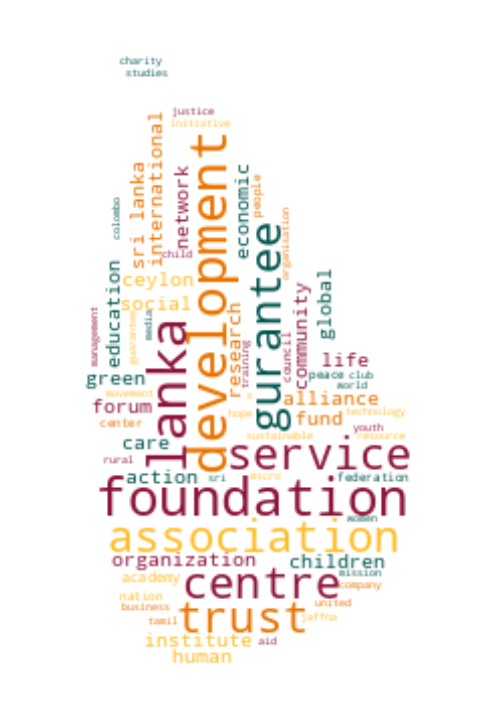 charity
studies
justice
initiative
international
development
sri lanka
network
economic
people
colombo
organisation
child
gurantee
education
ceylon
global
social
community
management
guarantee
media
lanka
research
training
council
life
green
peace
club
world
movement
alliance
forum
hope
fund
technology
center
youth
sustainable
resource
care
service
rural
action
sri
micro
federation
foundation
women
association
organization
children
academy
centre
mission
company
nation
business
trust
united
tamil
jaffna
institute
aid
human